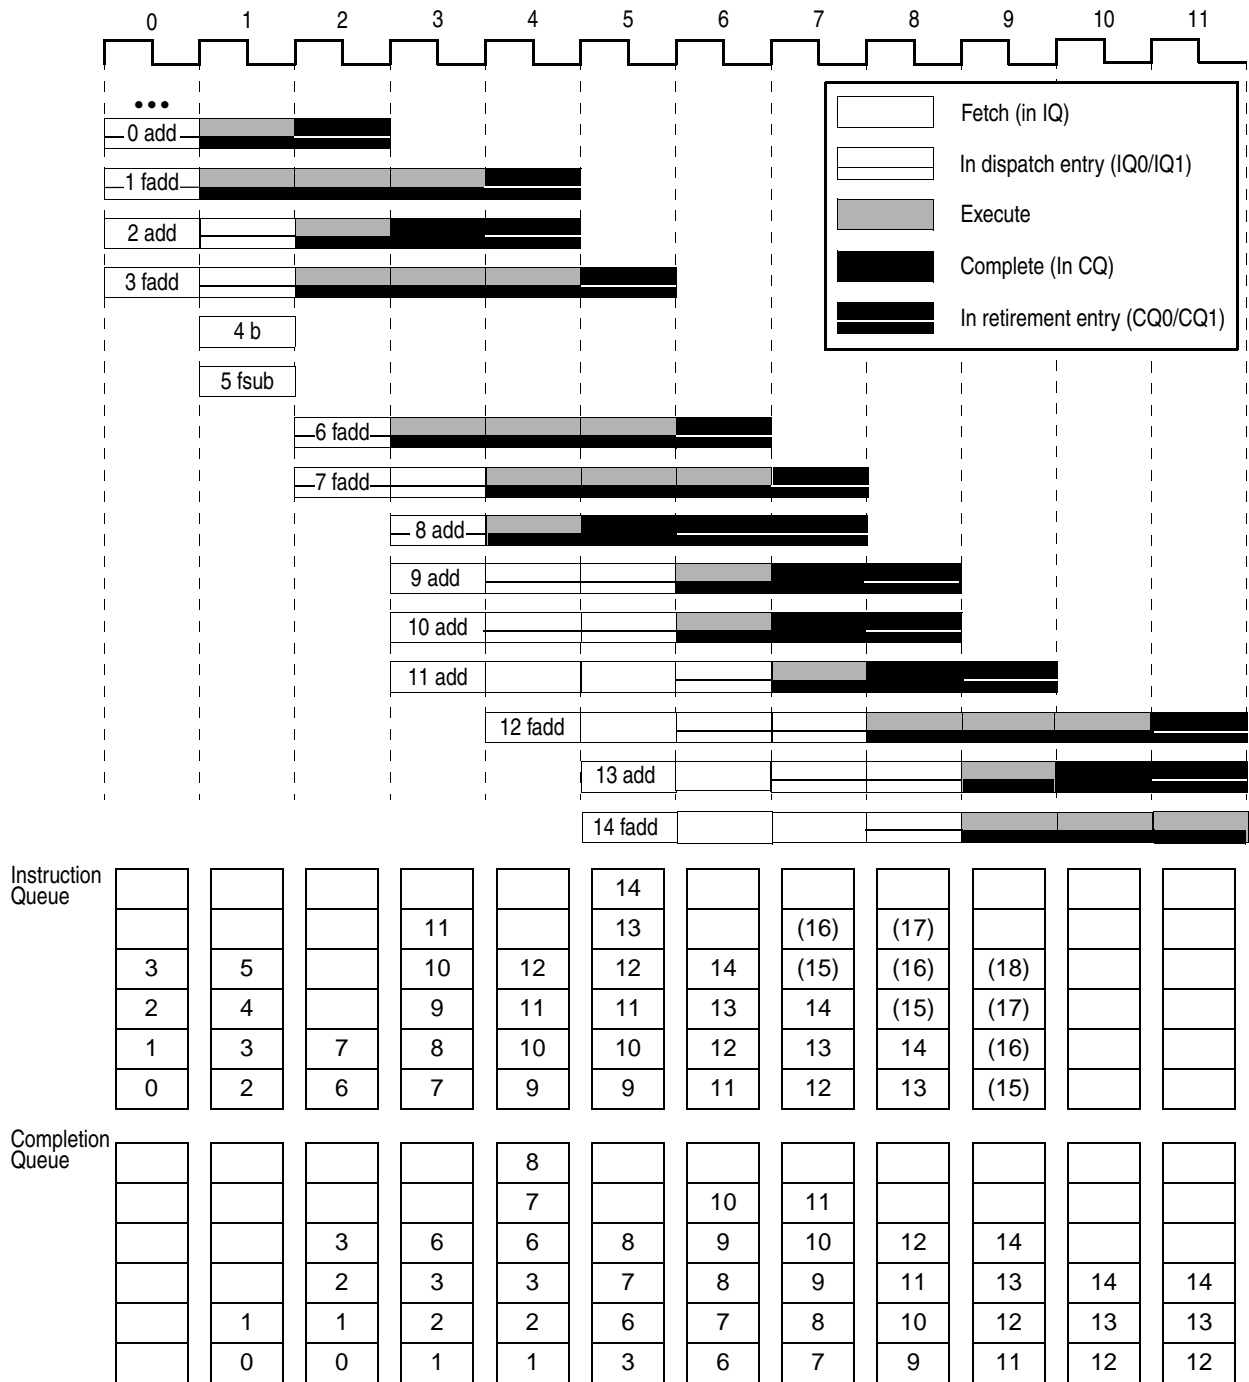 0 1 2 3 4 5 6 7 8 9 10 11
•••
Fetch (in IQ)
0 add
In dispatch entry (IQ0/IQ1)
1 fadd
Execute
2 add
Complete (In CQ)
3 fadd
In retirement entry (CQ0/CQ1)
4 b
5 fsub
6 fadd
7 fadd
8 add
9 add
10 add
11 add
12 fadd
13 add
14 fadd
Instruction
Queue
14
11 13 (16) (17)
3 5 10 12 12 14 (15) (16) (18)
2 4 9 11 11 13 14 (15) (17)
1 3 7 8 10 10 12 13 14 (16)
0 2 6 7 9 9 11 12 13 (15)
Completion
Queue
8
7 10 11
3 6 6 8 9 10 12 14
2 3 3 7 8 9 11 13 14 14
1 1 2 2 6 7 8 10 12 13 13
0 0 1 1 3 6 7 9 11 12 12